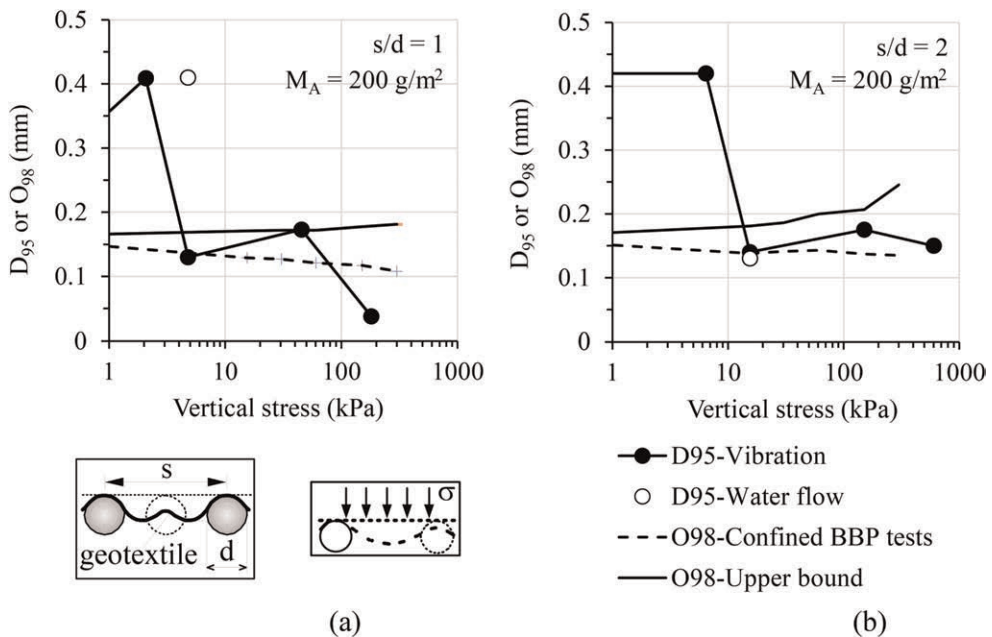 0.5
0.4
0.3
0.2
0.1
0
D₉₅ or O₉₈ (mm)
s/d = 1
M_A = 200 g/m²
1
10
100
1000
Vertical stress (kPa)
0.5
0.4
0.3
0.2
0.1
0
D₉₅ or O₉₈ (mm)
s/d = 2
M_A = 200 g/m²
1
10
100
1000
Vertical stress (kPa)
s
geotextile
d
σ
D95-Vibration
D95-Water flow
O98-Confined BBP tests
O98-Upper bound
(a)
(b)